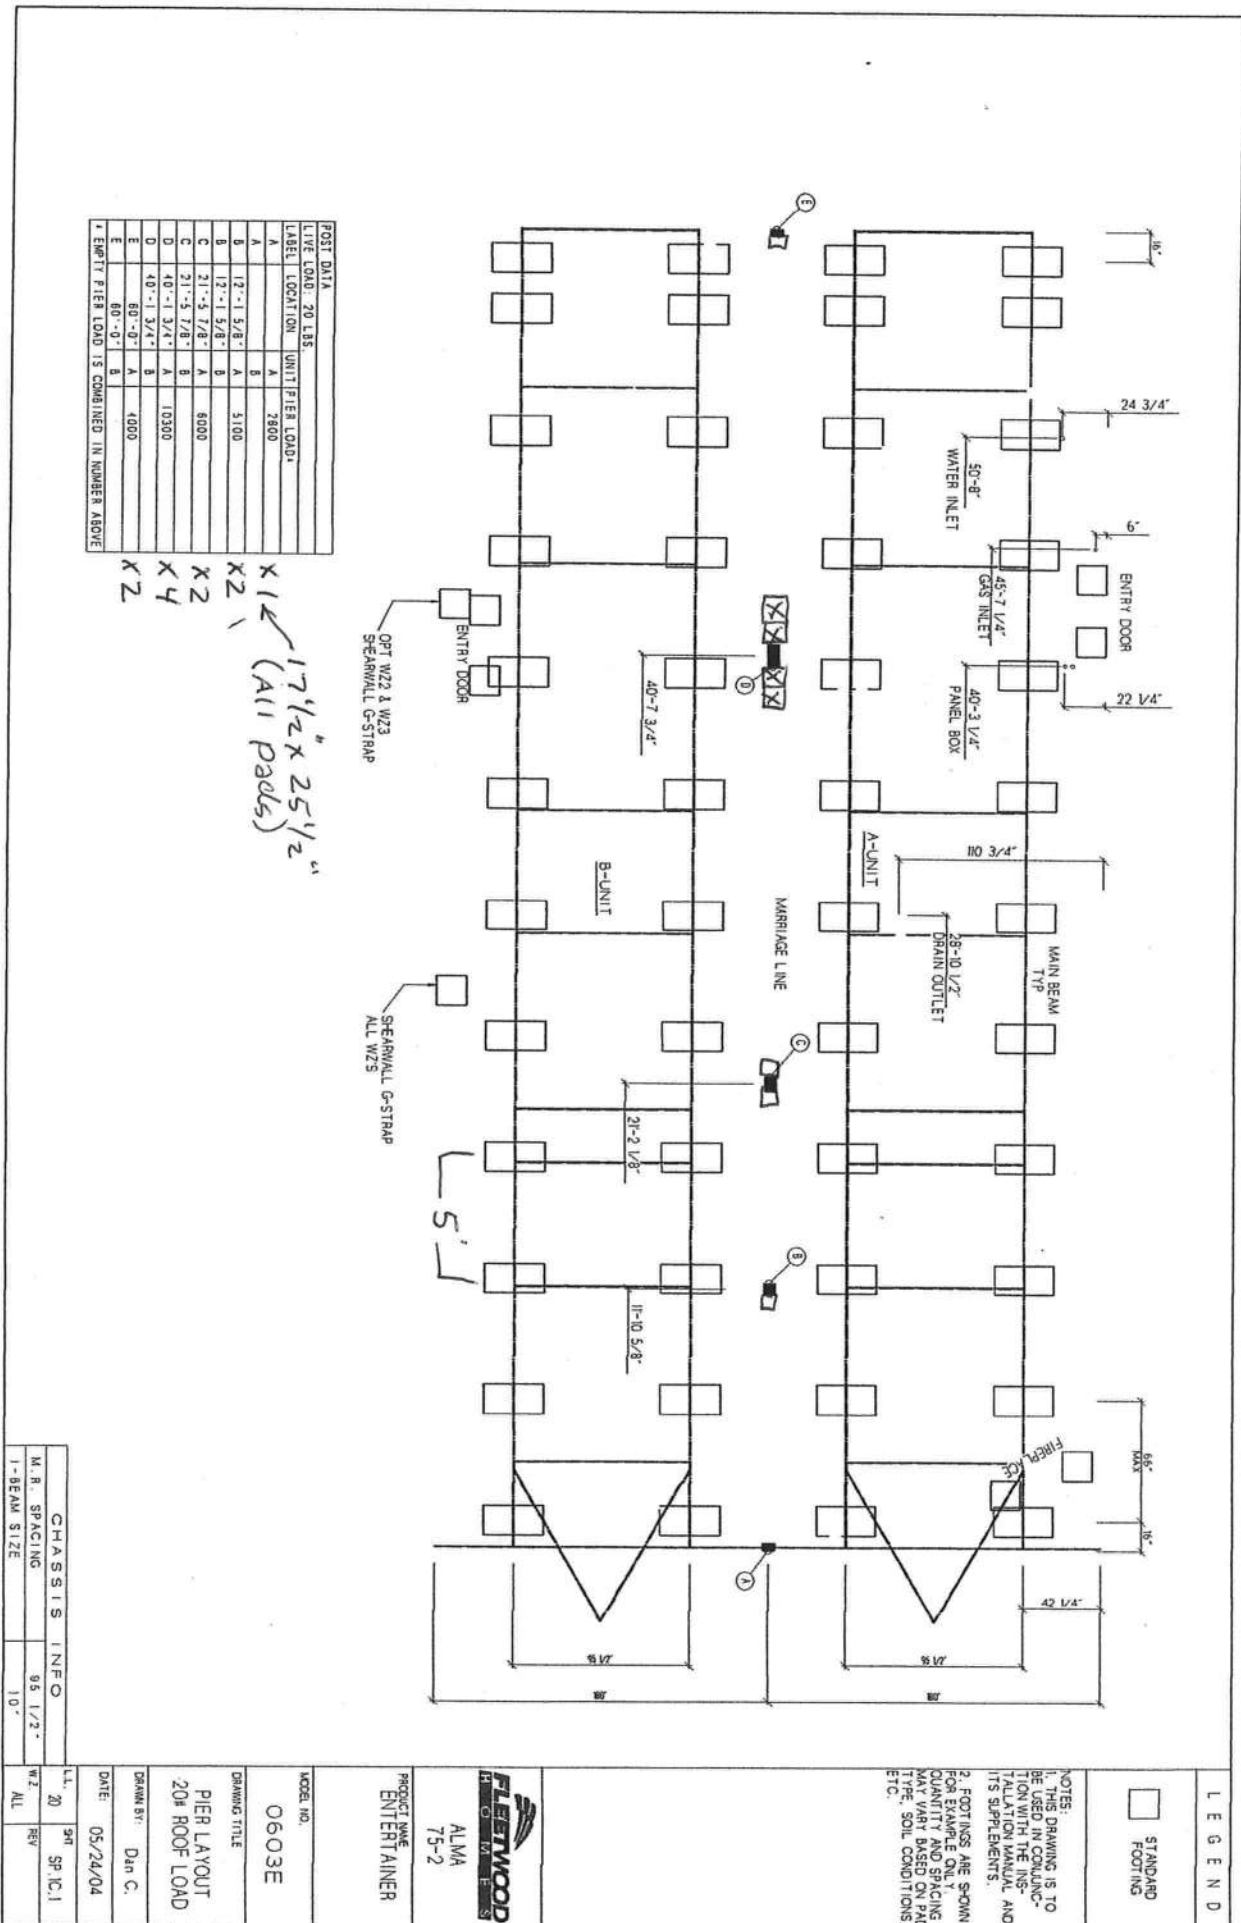 LEGEND
STANDARD
FOOTING
NOTES:
1. THIS DRAWING IS TO
BE USED IN CONJUNC-
TION WITH THE INS-
TALLATION MANUAL AND
ITS SUPPLEMENTS.
2. FOOTINGS ARE SHOWN
FOR EXAMPLE ONLY.
QUANTITY AND SPACING
MAY VARY BASED ON PAD
TYPE, SOIL CONDITIONS
ETC.
FLEETWOOD
HOMES
ALMA
75-2
PRODUCT NAME
ENTERTAINER
MODEL NO.
0603E
DRAWING TITLE
PIER LAYOUT
20# ROOF LOAD
DRAWN BY: Dan C.
DATE: 05/24/04
L.L. 20 SHT SP.1C.1
W.Z. ALL REV
CHASSIS INFO
M.R. SPACING 95 1/2"
I-BEAM SIZE 10"
16"
24 3/4"
50'-8"
WATER INLET
6"
ENTRY DOOR
45'-7 1/4"
GAS INLET
22 1/4"
40'-3 1/4"
PANEL BOX
110 3/4"
A-UNIT
28'-10 1/2"
DRAIN OUTLET
MAIN BEAM
TYP
66"
MAX
16"
FIREPLACE
42 1/4"
E
D
C
B
A
MARRIAGE LINE
40'-7 3/4"
21'-2 1/8"
11'-10 5/8"
B-UNIT
95 1/2"
95 1/2"
180"
180"
ENTRY DOOR
OPT WZ2 & WZ3
SHEARWALL G-STRAP
SHEARWALL G-STRAP
ALL WZ'S
5'
POST DATA
LIVE LOAD: 20 LBS.
LABEL LOCATION UNIT PIER LOAD*
A A 2800
A B
B 12'-1 5/8" A 5100
B 12'-1 5/8" B
C 21'-5 7/8" A 6000
C 21'-5 7/8" B
D 40'-1 3/4" A 10300
D 40'-1 3/4" B
E 60'-0" A 4000
E 60'-0" B
* EMPTY PIER LOAD IS COMBINED IN NUMBER ABOVE
X1
X2
X2
X4
X2
17 1/2" x 25 1/2"
(All pads)